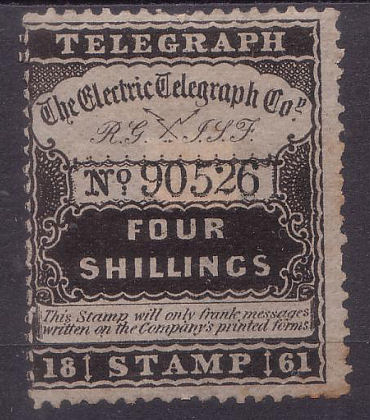 TELEGRAPH
The Electric Telegraph Coy
R.G. J.S.F.
No 90526
FOUR
SHILLINGS
This Stamp will only frank messages
written on the Company's printed forms
18 STAMP 61